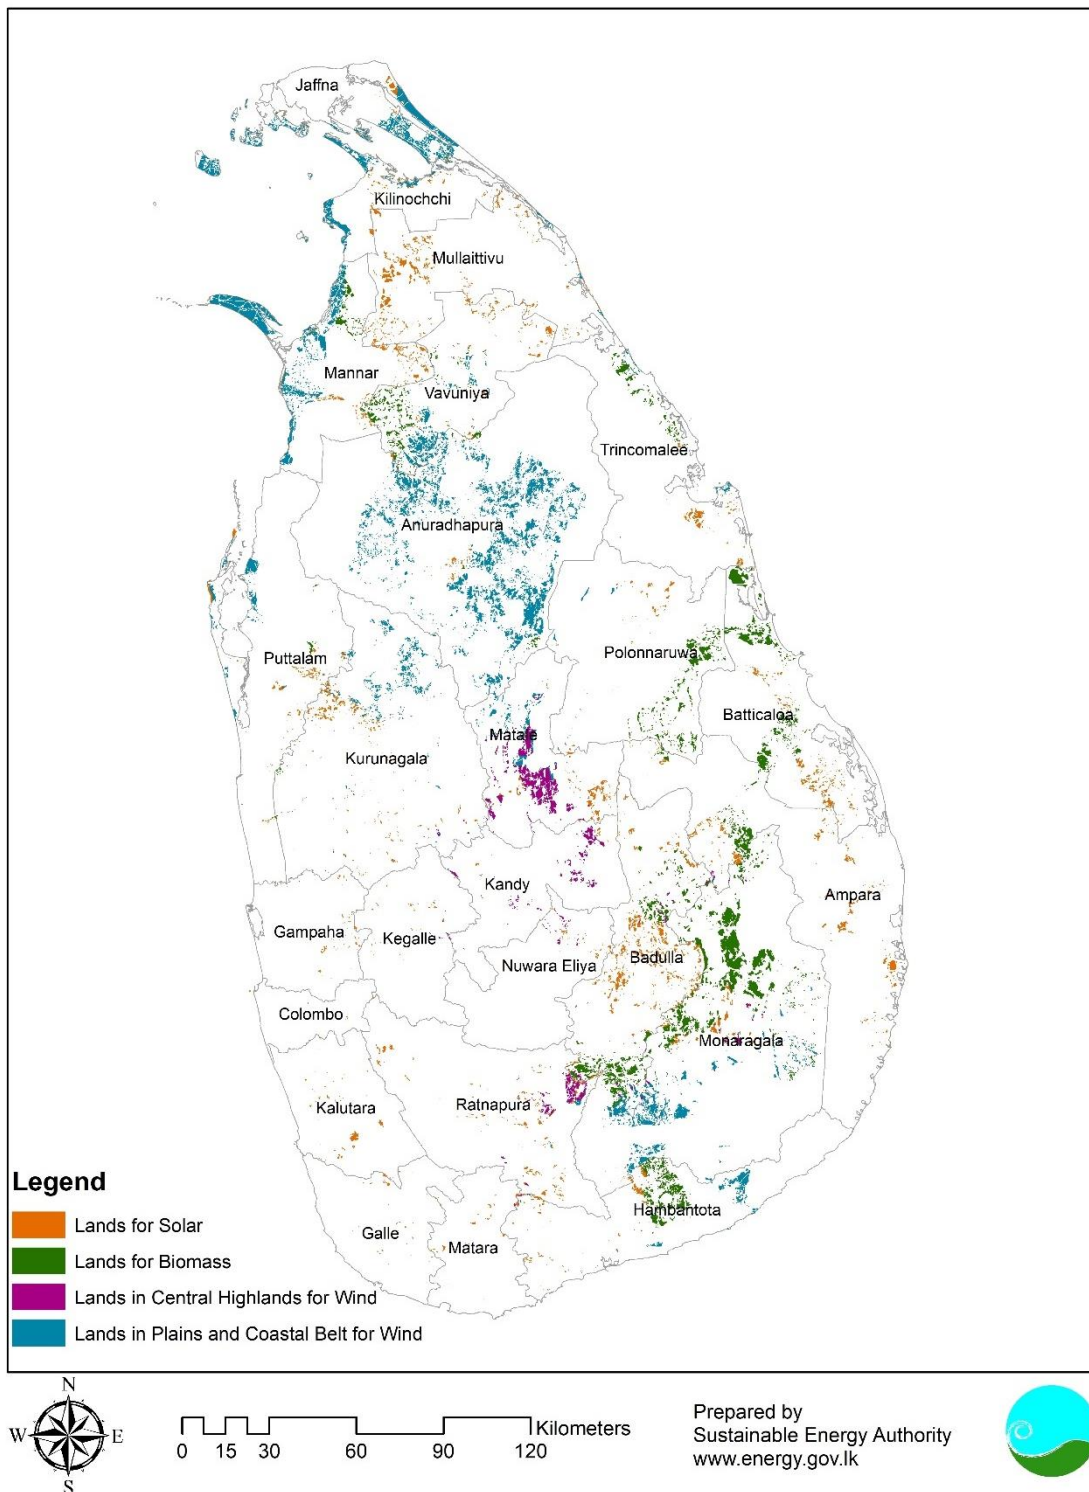 Jaffna
Kilinochchi
Mullaittivu
Mannar
Vavuniya
Trincomalee
Anuradhapura
Puttalam
Polonnaruwa
Batticaloa
Matale
Kurunagala
Kandy
Ampara
Gampaha
Kegalle
Badulla
Nuwara Eliya
Colombo
Monaragala
Kalutara
Ratnapura
Hambantota
Galle
Matara
Legend
Lands for Solar
Lands for Biomass
Lands in Central Highlands for Wind
Lands in Plains and Coastal Belt for Wind
N
W E
S
Kilometers
0 15 30 60 90 120
Prepared by
Sustainable Energy Authority
www.energy.gov.lk